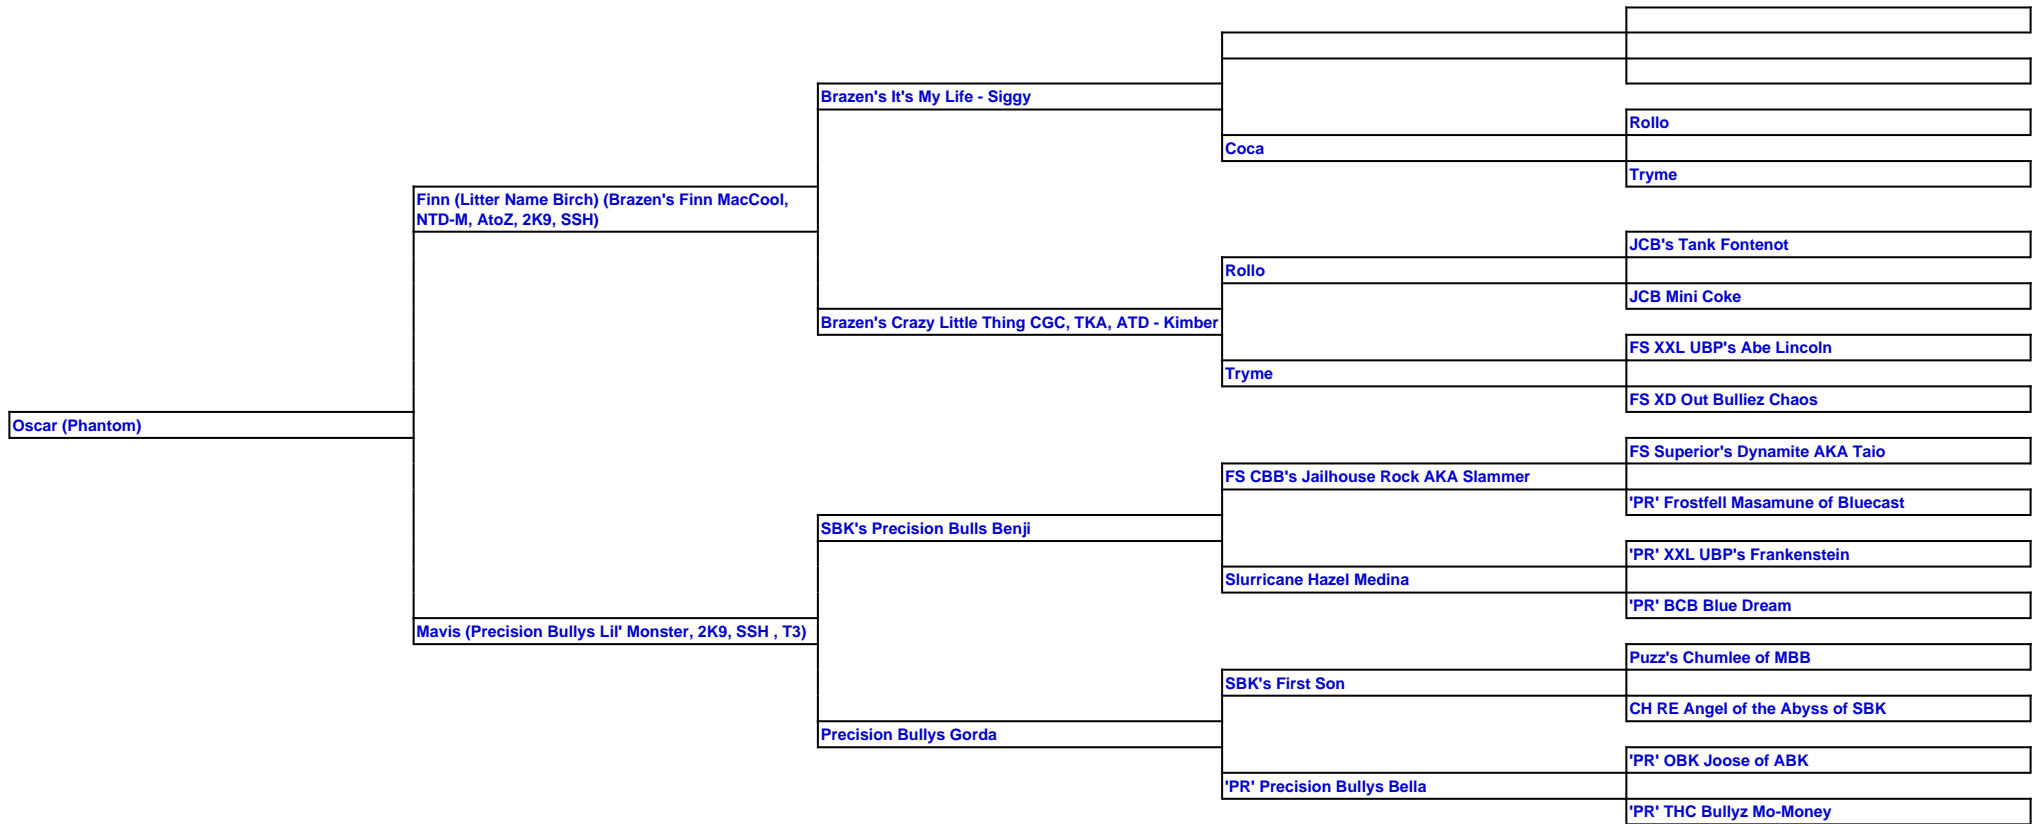 Brazen's It's My Life - Siggy
Rollo
Coca
Tryme
Finn (Litter Name Birch) (Brazen's Finn MacCool,
NTD-M, AtoZ, 2K9, SSH)
JCB's Tank Fontenot
Rollo
JCB Mini Coke
Brazen's Crazy Little Thing CGC, TKA, ATD - Kimber
FS XXL UBP's Abe Lincoln
Tryme
FS XD Out Bulliez Chaos
Oscar (Phantom)
FS Superior's Dynamite AKA Taio
FS CBB's Jailhouse Rock AKA Slammer
'PR' Frostfell Masamune of Bluecast
SBK's Precision Bulls Benji
'PR' XXL UBP's Frankenstein
Slurricane Hazel Medina
'PR' BCB Blue Dream
Mavis (Precision Bullys Lil' Monster, 2K9, SSH , T3)
Puzz's Chumlee of MBB
SBK's First Son
CH RE Angel of the Abyss of SBK
Precision Bullys Gorda
'PR' OBK Joose of ABK
'PR' Precision Bullys Bella
'PR' THC Bullyz Mo-Money